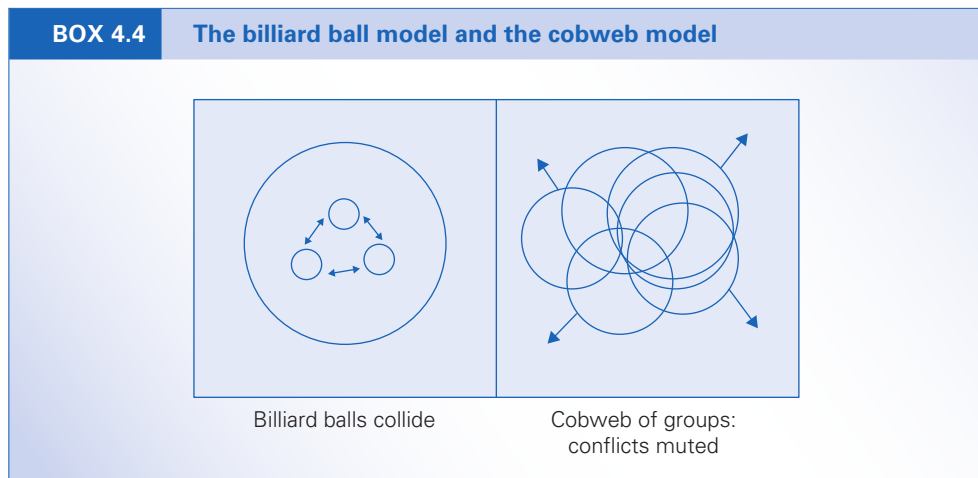 BOX 4.4 The billiard ball model and the cobweb model
Billiard balls collide
Cobweb of groups:
conflicts muted